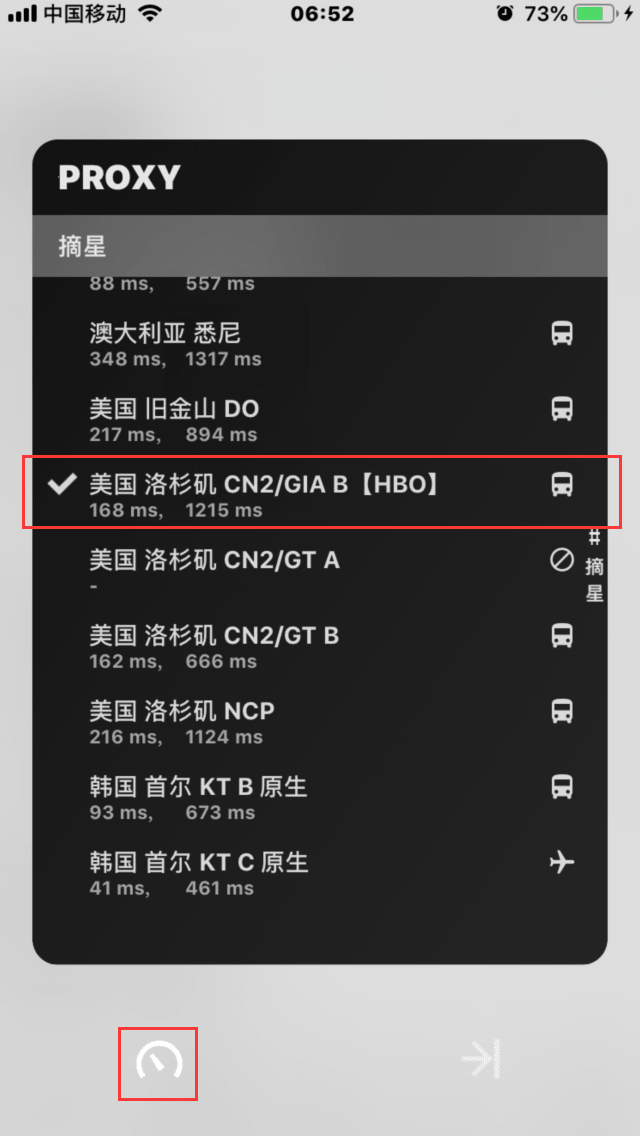 中国移动 06:52 73%
PROXY
摘星
88 ms, 557 ms
澳大利亚 悉尼
348 ms, 1317 ms
美国 旧金山 DO
217 ms, 894 ms
美国 洛杉矶 CN2/GIA B【HBO】
168 ms, 1215 ms
#
摘
星
美国 洛杉矶 CN2/GT A
-
美国 洛杉矶 CN2/GT B
162 ms, 666 ms
美国 洛杉矶 NCP
216 ms, 1124 ms
韩国 首尔 KT B 原生
93 ms, 673 ms
韩国 首尔 KT C 原生
41 ms, 461 ms